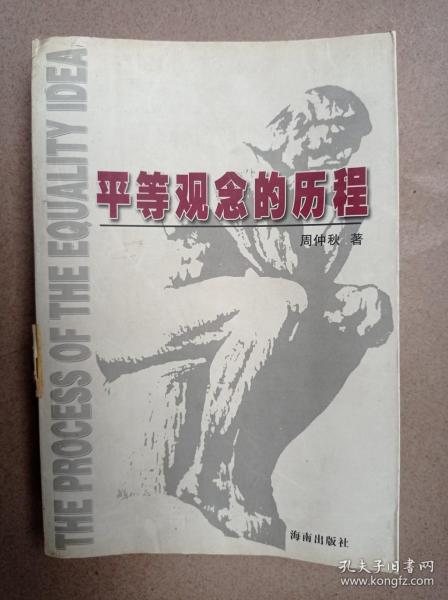 THE PROCESS OF THE EQUALITY IDEA
平等观念的历程
周仲秋 著
海南出版社
孔夫子旧书网
www.kongfz.com